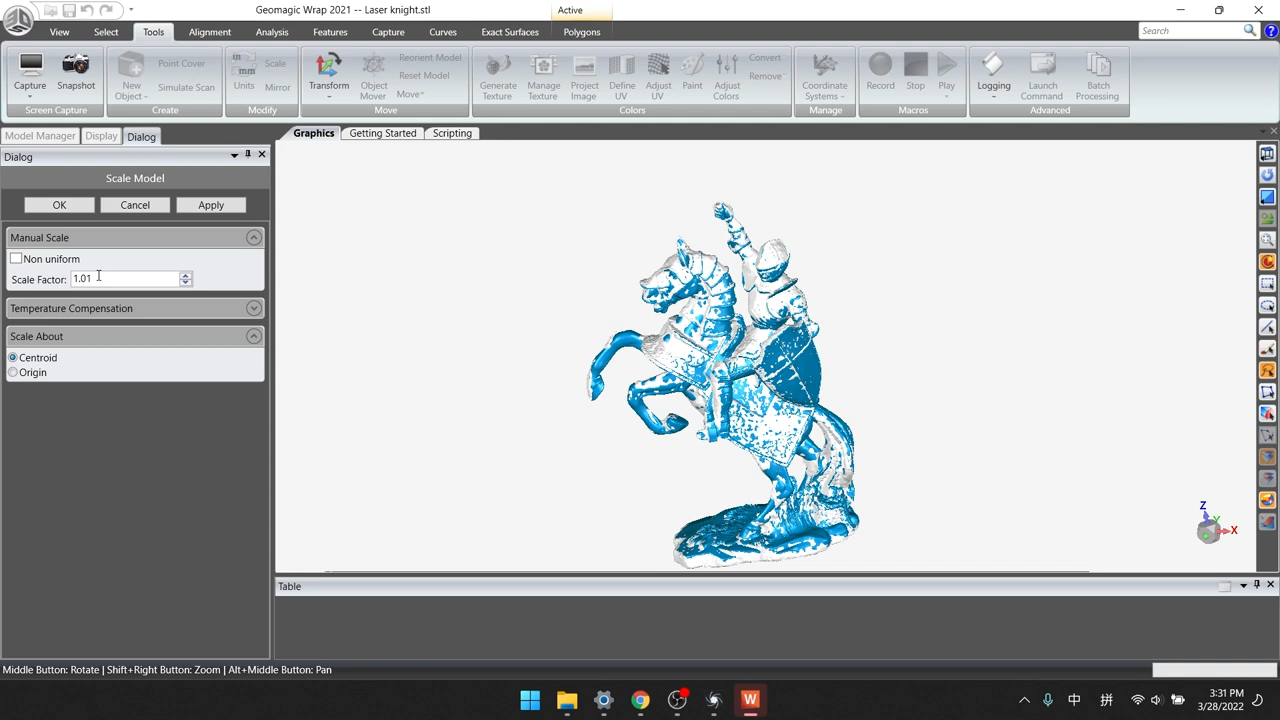 Geomagic Wrap 2021 -- Laser knight.stl
Active
View
Select
Tools
Alignment
Analysis
Features
Capture
Curves
Exact Surfaces
Polygons
Search
Capture
Snapshot
Screen Capture
New Object
Point Cover
Simulate Scan
Create
in mm
Units
Scale
Mirror
Modify
Transform
Object Mover
Reorient Model
Reset Model
Move
Move
Generate Texture
Manage Texture
Project Image
Define UV
Adjust UV
Paint
Adjust Colors
Convert
Remove
Colors
Coordinate Systems
Manage
Record
Stop
Play
Macros
Logging
Launch Command
Batch Processing
Advanced
Model Manager
Display
Dialog
Graphics
Getting Started
Scripting
Dialog
Scale Model
OK
Cancel
Apply
Manual Scale
Non uniform
Scale Factor: 1.01
Temperature Compensation
Scale About
Centroid
Origin
Z
Y
X
Table
Middle Button: Rotate | Shift+Right Button: Zoom | Alt+Middle Button: Pan
W
中
拼
3:31 PM
3/28/2022